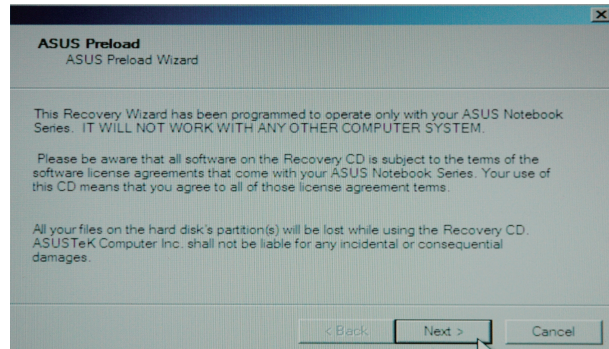 ASUS Preload
ASUS Preload Wizard
This Recovery Wizard has been programmed to operate only with your ASUS Notebook
Series.  IT WILL NOT WORK WITH ANY OTHER COMPUTER SYSTEM.
Please be aware that all software on the Recovery CD is subject to the terms of the
software license agreements that come with your ASUS Notebook Series. Your use of
this CD means that you agree to all of those license agreement terms.
All your files on the hard disk's partition(s) will be lost while using the Recovery CD.
ASUSTeK Computer Inc. shall not be liable for any incidental or consequential
damages.
< Back Next > Cancel